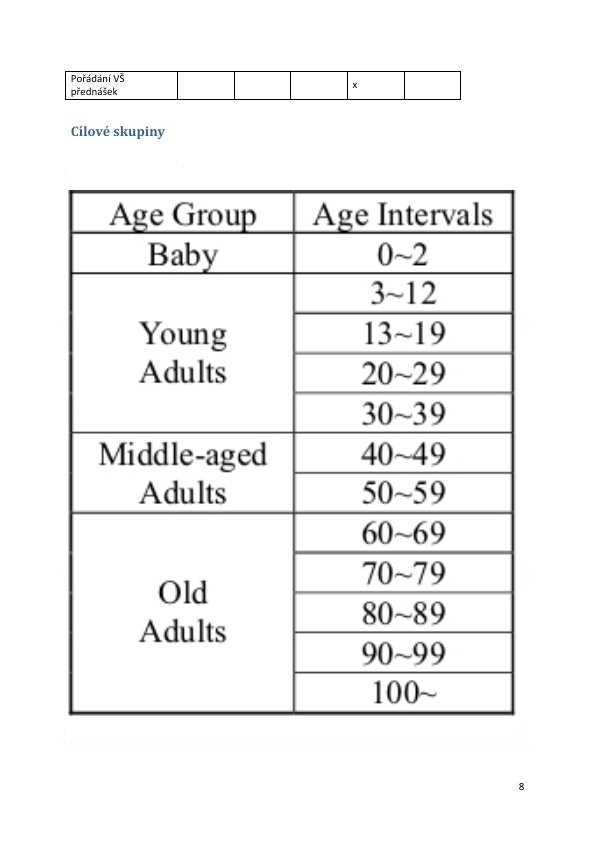 Pořádání VŠ
přednášek
x
Cílové skupiny
Age Group Age Intervals
Baby 0~2
Young
Adults
3~12
13~19
20~29
30~39
Middle-aged
Adults
40~49
50~59
Old
Adults
60~69
70~79
80~89
90~99
100~
8